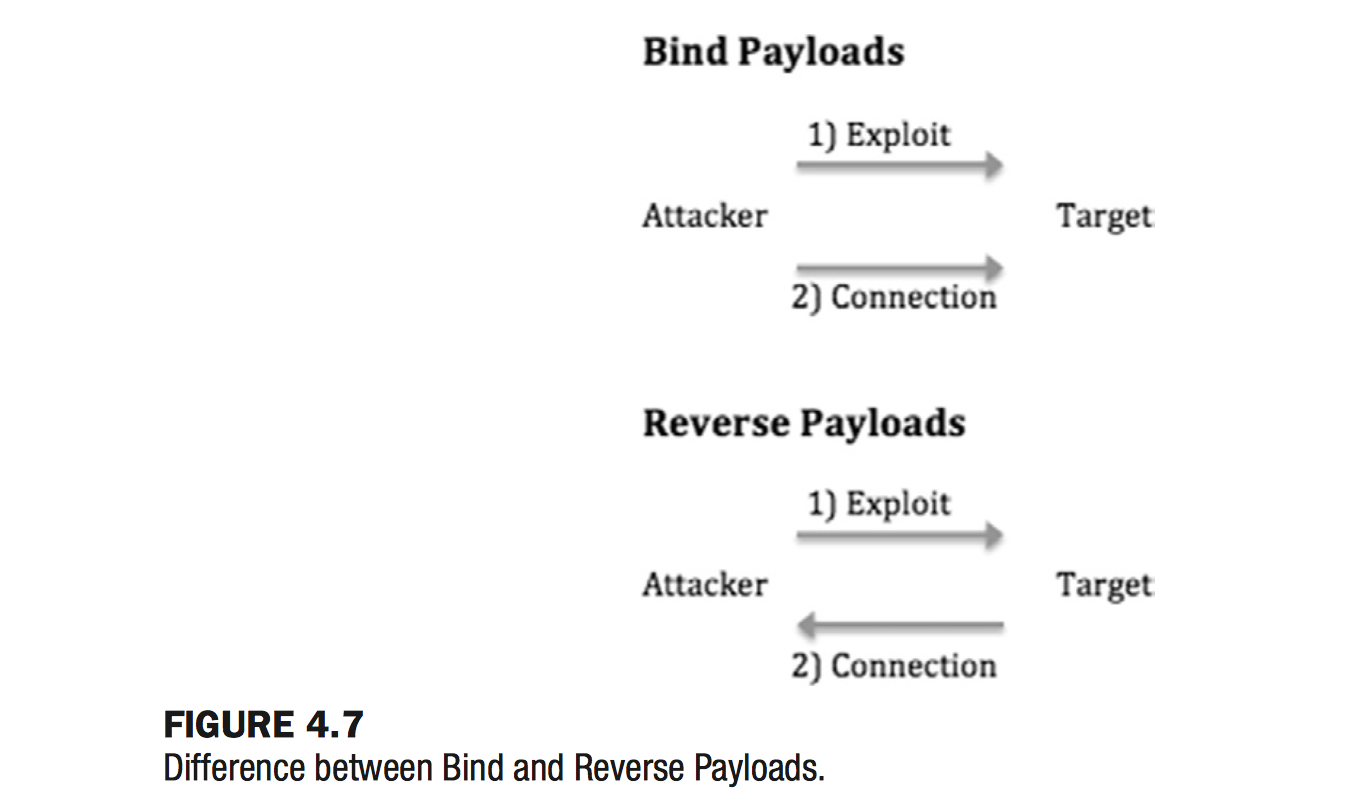 Bind Payloads
1) Exploit
Attacker Target
2) Connection
Reverse Payloads
1) Exploit
Attacker Target
2) Connection
FIGURE 4.7
Difference between Bind and Reverse Payloads.